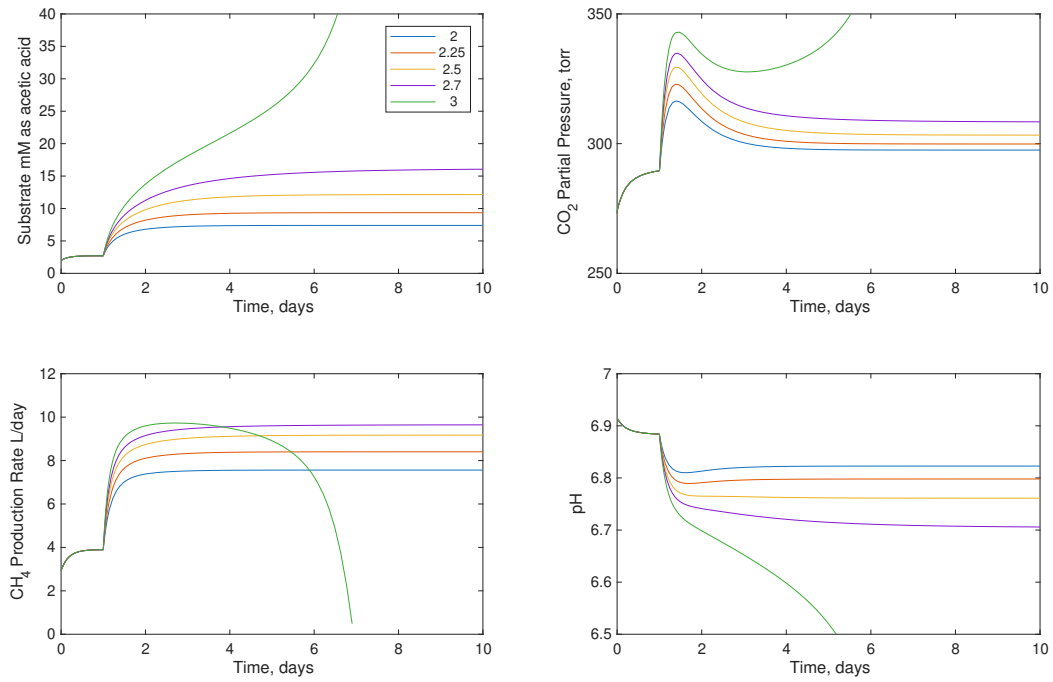 40
35
30
25
20
15
10
5
0
Substrate mM as acetic acid
0 2 4 6 8 10
Time, days
2
2.25
2.5
2.7
3
350
300
250
CO2 Partial Pressure, torr
0 2 4 6 8 10
Time, days
12
10
8
6
4
2
0
CH4 Production Rate L/day
0 2 4 6 8 10
Time, days
7
6.9
6.8
6.7
6.6
6.5
pH
0 2 4 6 8 10
Time, days